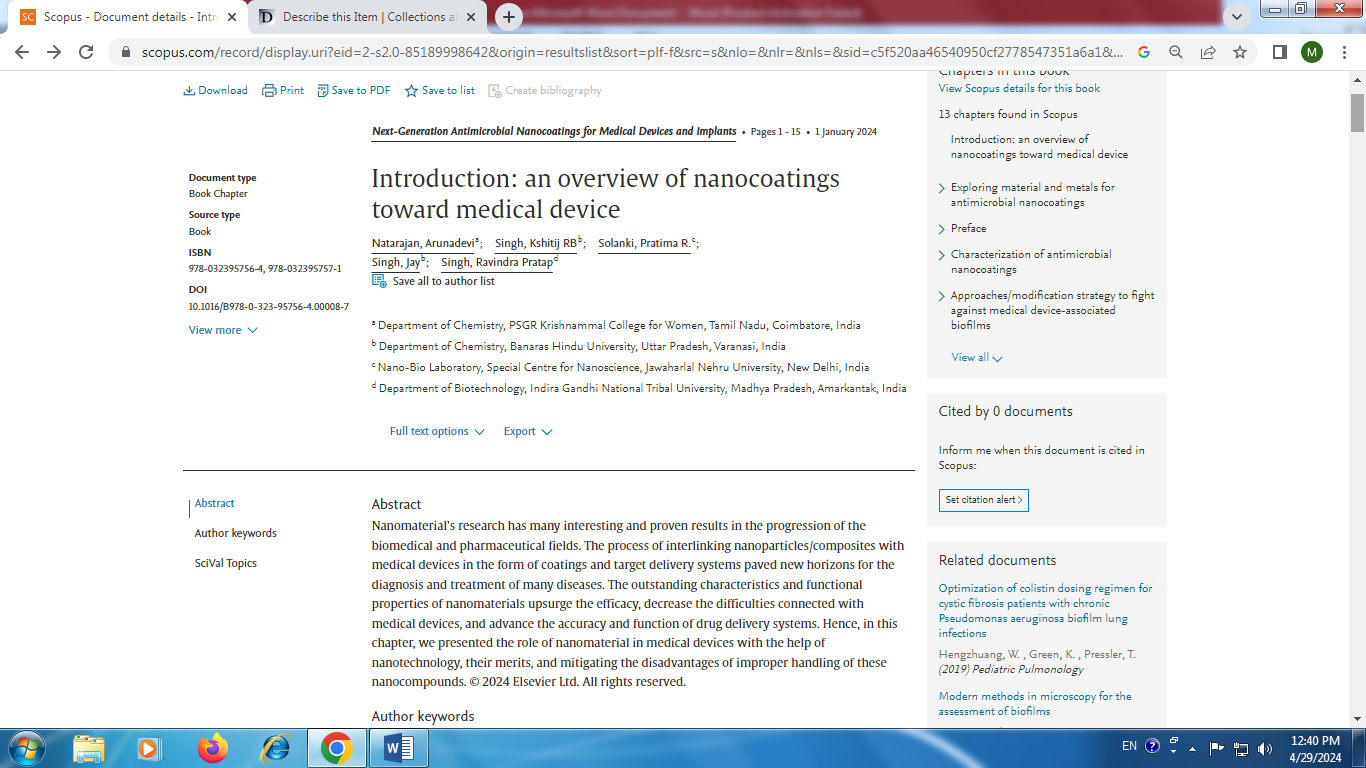 Scopus - Document details - Intr
Describe this Item | Collections at
scopus.com/record/display.uri?eid=2-s2.0-85189998642&origin=resultslist&sort=plf-f&src=s&nlo=&nlr=&nls=&sid=c5f520aa46540950cf2778547351a6a1&...
M
Download
Print
Save to PDF
Save to list
Create bibliography
Next-Generation Antimicrobial Nanocoatings for Medical Devices and Implants • Pages 1 - 15 • 1 January 2024
Document type
Book Chapter
Source type
Book
ISBN
978-032395756-4, 978-032395757-1
DOI
10.1016/B978-0-323-95756-4.00008-7
View more
Introduction: an overview of nanocoatings
toward medical device
Natarajan, Arunadevia; Singh, Kshitij RBb; Solanki, Pratima R.c;
Singh, Jayb; Singh, Ravindra Pratapd
Save all to author list
a Department of Chemistry, PSGR Krishnammal College for Women, Tamil Nadu, Coimbatore, India
b Department of Chemistry, Banaras Hindu University, Uttar Pradesh, Varanasi, India
c Nano-Bio Laboratory, Special Centre for Nanoscience, Jawaharlal Nehru University, New Delhi, India
d Department of Biotechnology, Indira Gandhi National Tribal University, Madhya Pradesh, Amarkantak, India
Full text options
Export
Abstract
Author keywords
SciVal Topics
Abstract
Nanomaterial's research has many interesting and proven results in the progression of the
biomedical and pharmaceutical fields. The process of interlinking nanoparticles/composites with
medical devices in the form of coatings and target delivery systems paved new horizons for the
diagnosis and treatment of many diseases. The outstanding characteristics and functional
properties of nanomaterials upsurge the efficacy, decrease the difficulties connected with
medical devices, and advance the accuracy and function of drug delivery systems. Hence, in this
chapter, we presented the role of nanomaterial in medical devices with the help of
nanotechnology, their merits, and mitigating the disadvantages of improper handling of these
nanocompounds. © 2024 Elsevier Ltd. All rights reserved.
Author keywords
Chapters in this book
View Scopus details for this book
13 chapters found in Scopus
Introduction: an overview of
nanocoatings toward medical device
Exploring material and metals for
antimicrobial nanocoatings
Preface
Characterization of antimicrobial
nanocoatings
Approaches/modification strategy to fight
against medical device-associated
biofilms
View all
Cited by 0 documents
Inform me when this document is cited in
Scopus:
Set citation alert
Related documents
Optimization of colistin dosing regimen for
cystic fibrosis patients with chronic
Pseudomonas aeruginosa biofilm lung
infections
Hengzhuang, W. , Green, K. , Pressler, T.
(2019) Pediatric Pulmonology
Modern methods in microscopy for the
assessment of biofilms
EN
12:40 PM
4/29/2024